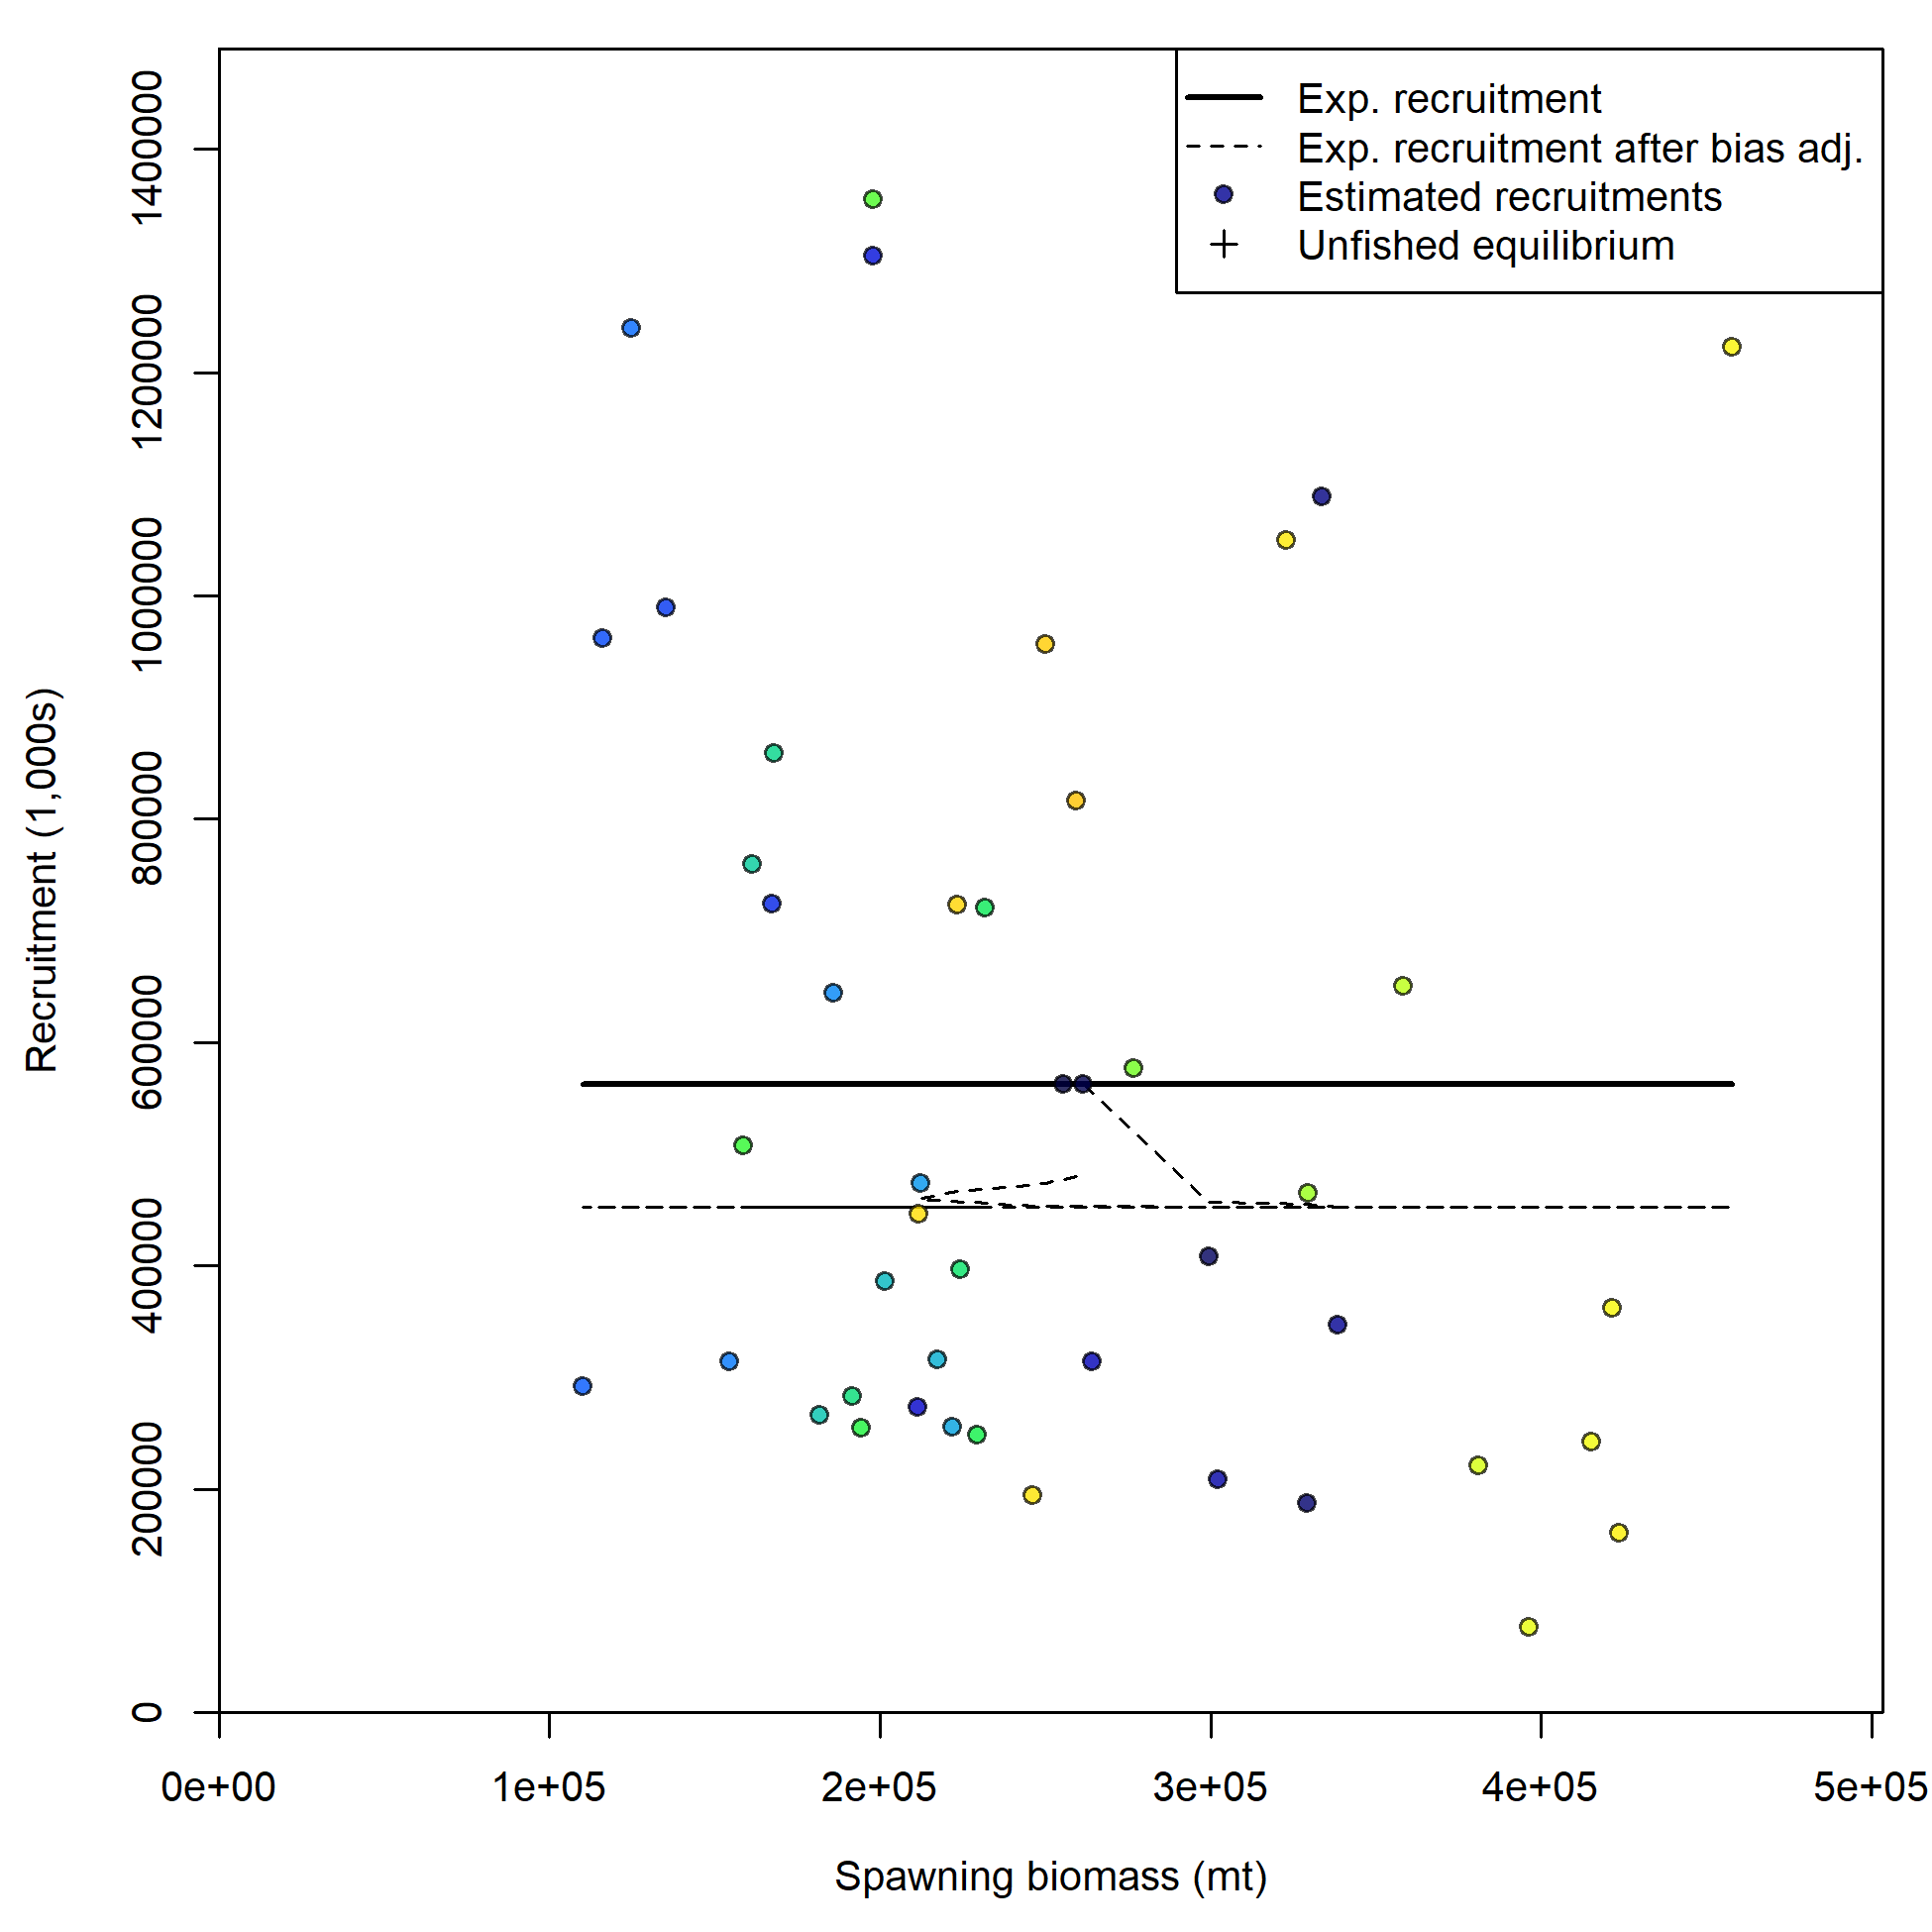 Exp. recruitment
Exp. recruitment after bias adj.
Estimated recruitments
Unfished equilibrium
Recruitment (1,000s)
1400000
1200000
1000000
800000
600000
400000
200000
0
0e+00 1e+05 2e+05 3e+05 4e+05 5e+05
Spawning biomass (mt)